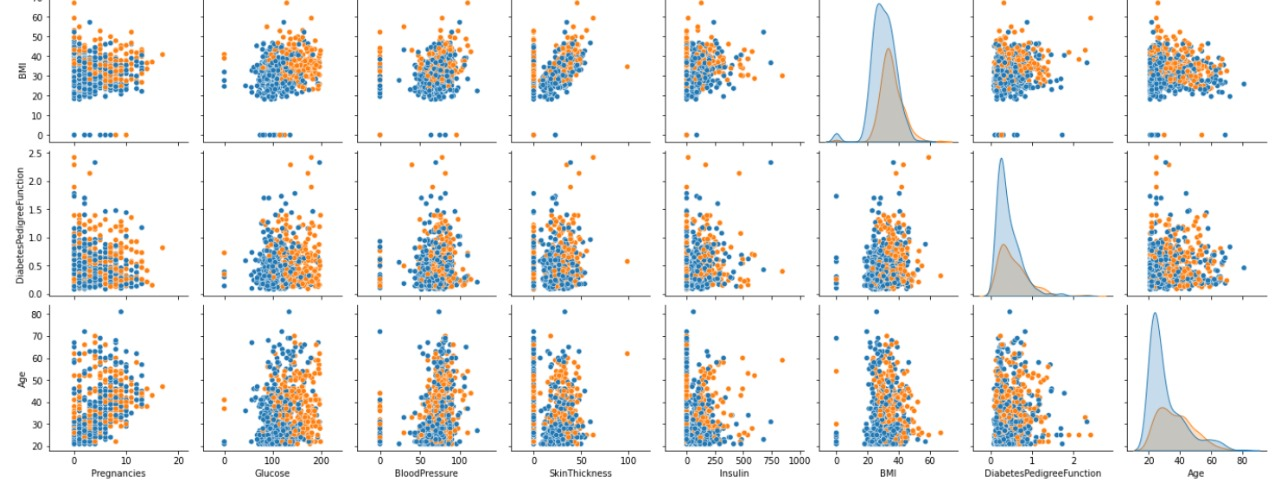 70
60
50
40
30
20
10
0
BMI
2.5
2.0
1.5
1.0
0.5
0.0
DiabetesPedigreeFunction
80
70
60
50
40
30
20
Age
0 10 20
0 100 200
0 50 100
0 50 100
0 250 500 750 1000
0 20 40 60
0 1 2
20 40 60 80
Pregnancies Glucose BloodPressure SkinThickness Insulin BMI DiabetesPedigreeFunction Age